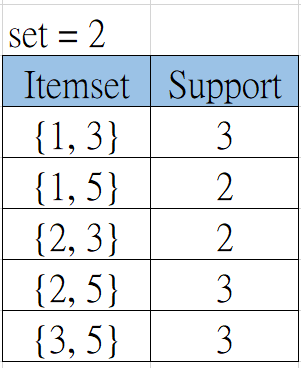 set = 2
Itemset Support
{1, 3} 3
{1, 5} 2
{2, 3} 2
{2, 5} 3
{3, 5} 3